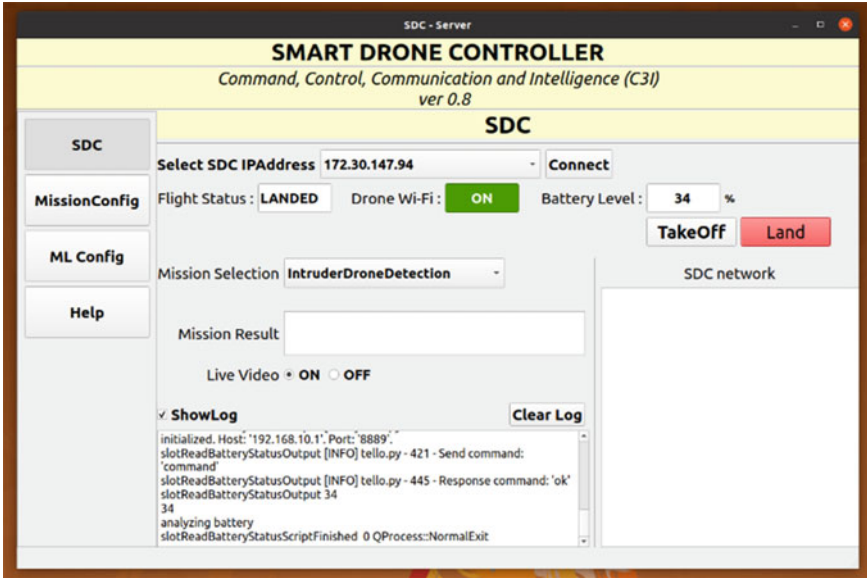 SDC - Server
SMART DRONE CONTROLLER
Command, Control, Communication and Intelligence (C3I)
ver 0.8
SDC
SDC
Select SDC IPAddress 172.30.147.94 Connect
MissionConfig
Flight Status : LANDED Drone Wi-Fi : ON Battery Level : 34 %
TakeOff Land
ML Config
Mission Selection IntruderDroneDetection SDC network
Help
Mission Result
Live Video ON OFF
ShowLog Clear Log
initialized. Host: '192.168.10.1'. Port: '8889'.
slotReadBatteryStatusOutput [INFO] tello.py - 421 - Send command:
'command'
slotReadBatteryStatusOutput [INFO] tello.py - 445 - Response command: 'ok'
slotReadBatteryStatusOutput 34
34
analyzing battery
slotReadBatteryStatusScriptFinished 0 QProcess::NormalExit